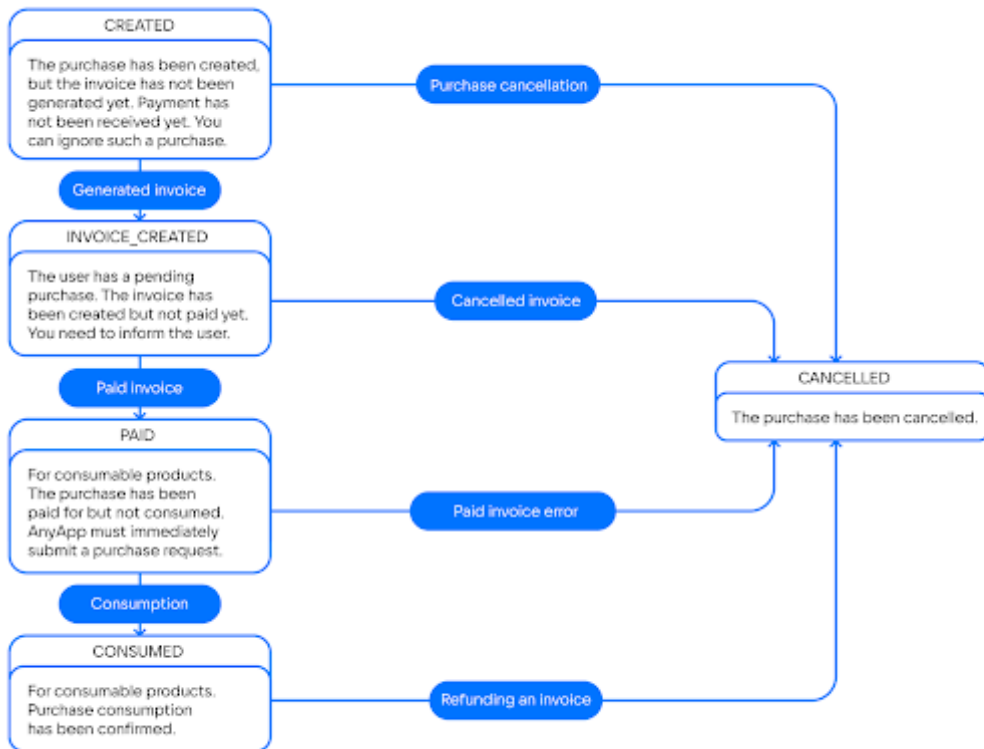 CREATED
The purchase has been created,
but the invoice has not been
generated yet. Payment has
not been received yet. You
can ignore such a purchase.
Purchase cancellation
Generated invoice
INVOICE_CREATED
The user has a pending
purchase. The invoice has
been created but not paid yet.
You need to inform the user.
Cancelled invoice
Paid invoice
CANCELLED
The purchase has been cancelled.
PAID
For consumable products.
The purchase has been
paid for but not consumed.
AnyApp must immediately
submit a purchase request.
Paid invoice error
Consumption
CONSUMED
For consumable products.
Purchase consumption
has been confirmed.
Refunding an invoice